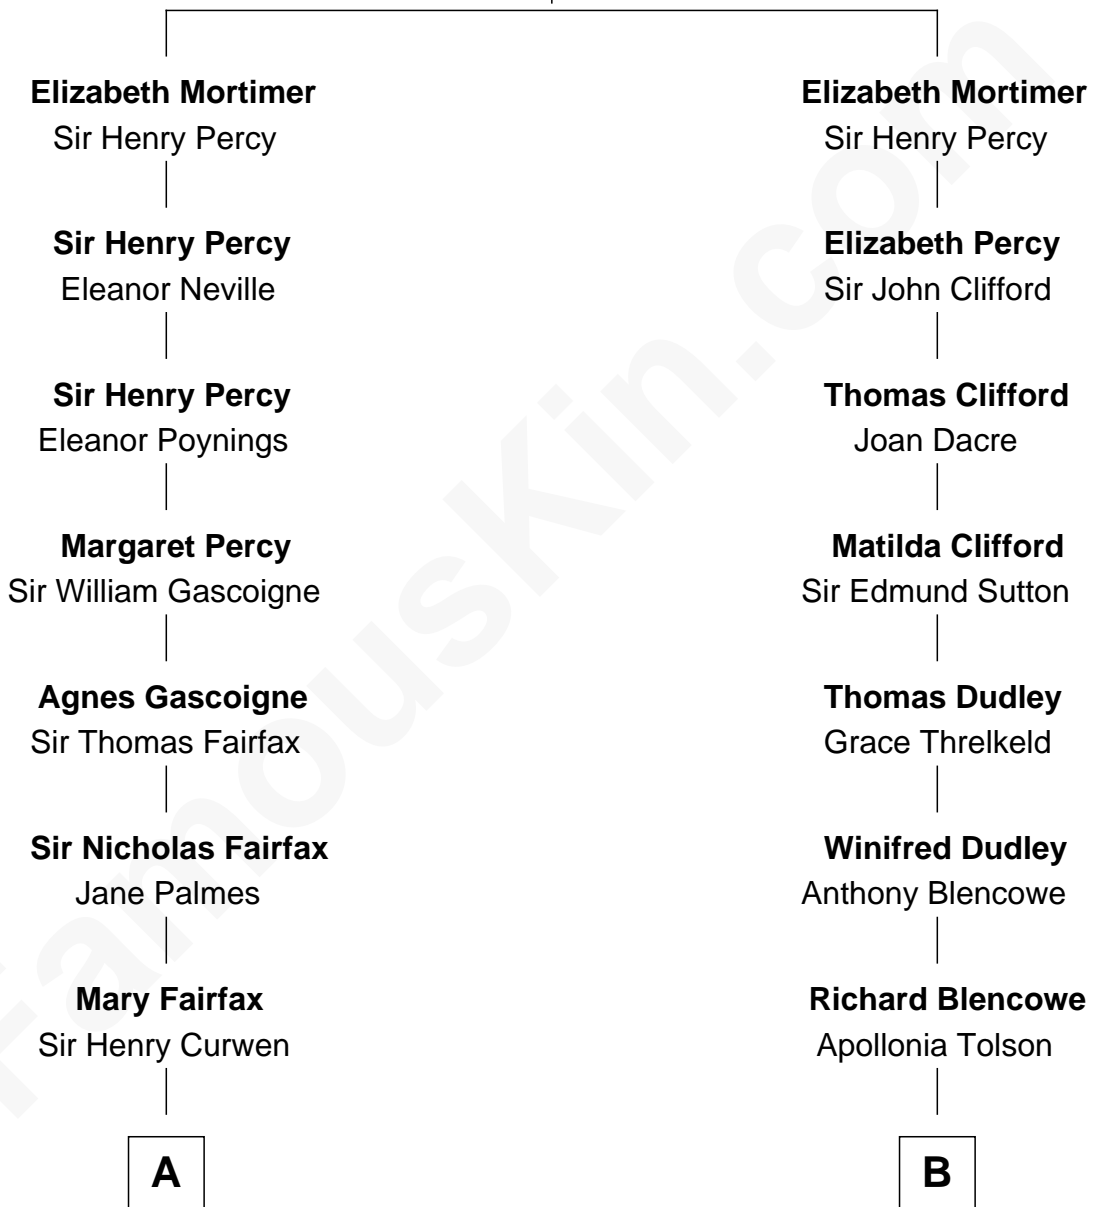 Elizabeth Mortimer
Sir Henry Percy
Sir Henry Percy
Eleanor Neville
Sir Henry Percy
Eleanor Poynings
Margaret Percy
Sir William Gascoigne
Agnes Gascoigne
Sir Thomas Fairfax
Sir Nicholas Fairfax
Jane Palmes
Mary Fairfax
Sir Henry Curwen
A
Elizabeth Mortimer
Sir Henry Percy
Elizabeth Percy
Sir John Clifford
Thomas Clifford
Joan Dacre
Matilda Clifford
Sir Edmund Sutton
Thomas Dudley
Grace Threlkeld
Winifred Dudley
Anthony Blencowe
Richard Blencowe
Apollonia Tolson
B
FamousKin.com